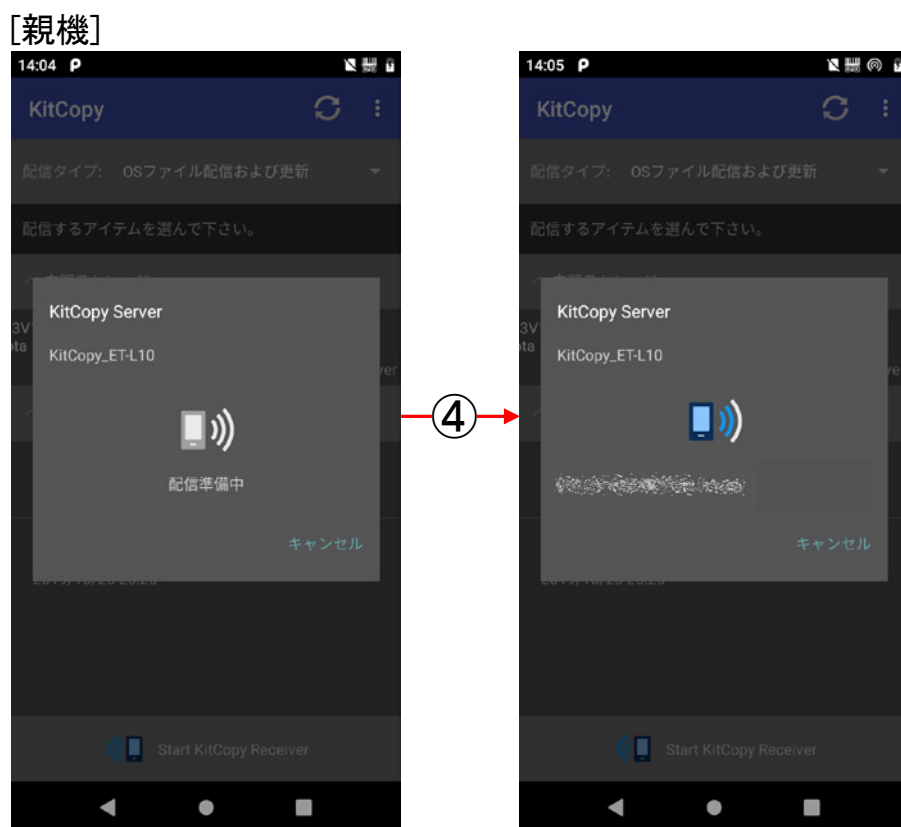 [親機]
14:04
KitCopy
配信タイプ: OSファイル配信および更新
配信するアイテムを選んで下さい。
KitCopy Server
KitCopy_ET-L10
配信準備中
キャンセル
Start KitCopy Receiver
④
14:05
KitCopy
配信タイプ: OSファイル配信および更新
配信するアイテムを選んで下さい。
KitCopy Server
KitCopy_ET-L10
キャンセル
Start KitCopy Receiver